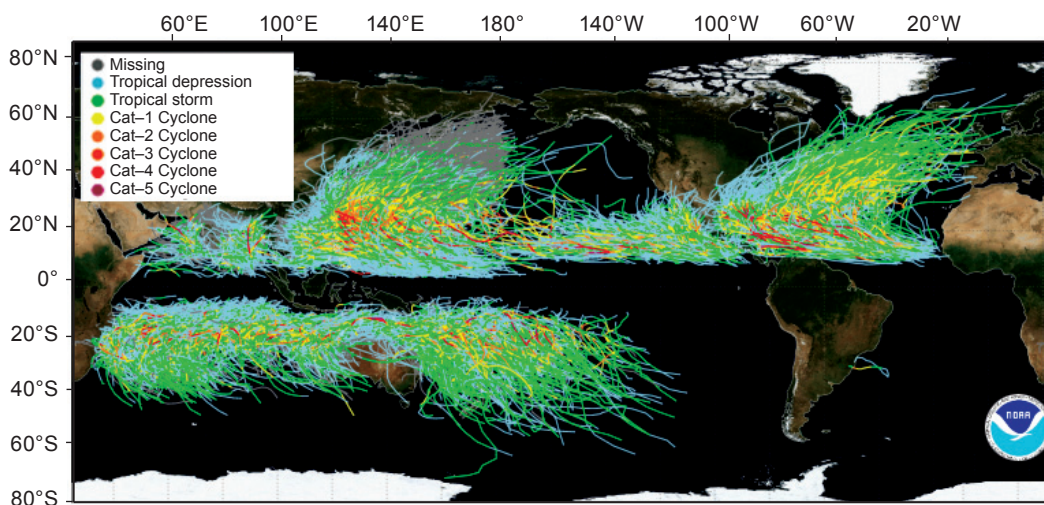 60°E 100°E 140°E 180° 140°W 100°W 60°W 20°W
80°N
60°N
40°N
20°N
0°
20°S
40°S
60°S
80°S
Missing
Tropical depression
Tropical storm
Cat–1 Cyclone
Cat–2 Cyclone
Cat–3 Cyclone
Cat–4 Cyclone
Cat–5 Cyclone
NOAA